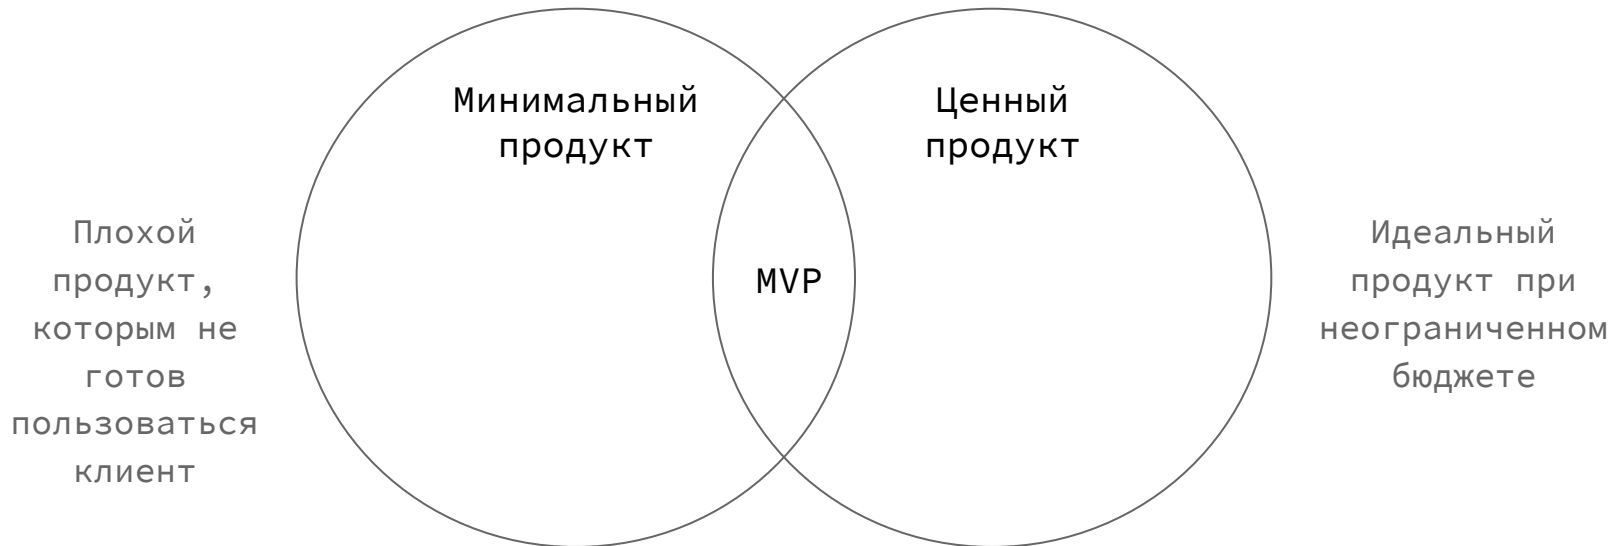 Минимальный
продукт
Ценный
продукт
Плохой
продукт,
которым не
готов
пользоваться
клиент
MVP
Идеальный
продукт при
неограниченном
бюджете